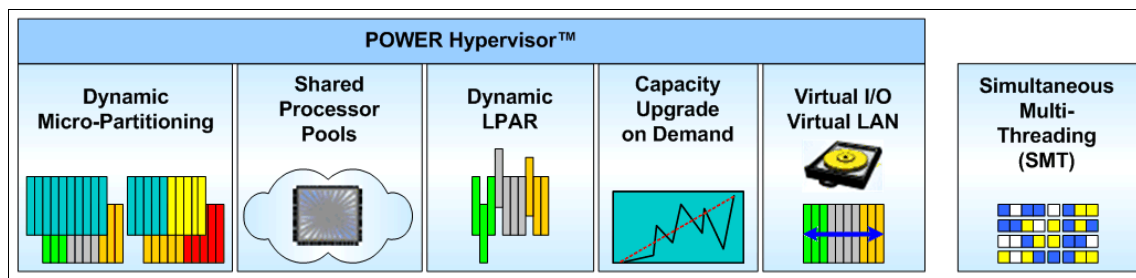 POWER Hypervisor™
Dynamic
Micro-Partitioning
Shared
Processor
Pools
Dynamic
LPAR
Capacity
Upgrade
on Demand
Virtual I/O
Virtual LAN
Simultaneous
Multi-
Threading
(SMT)